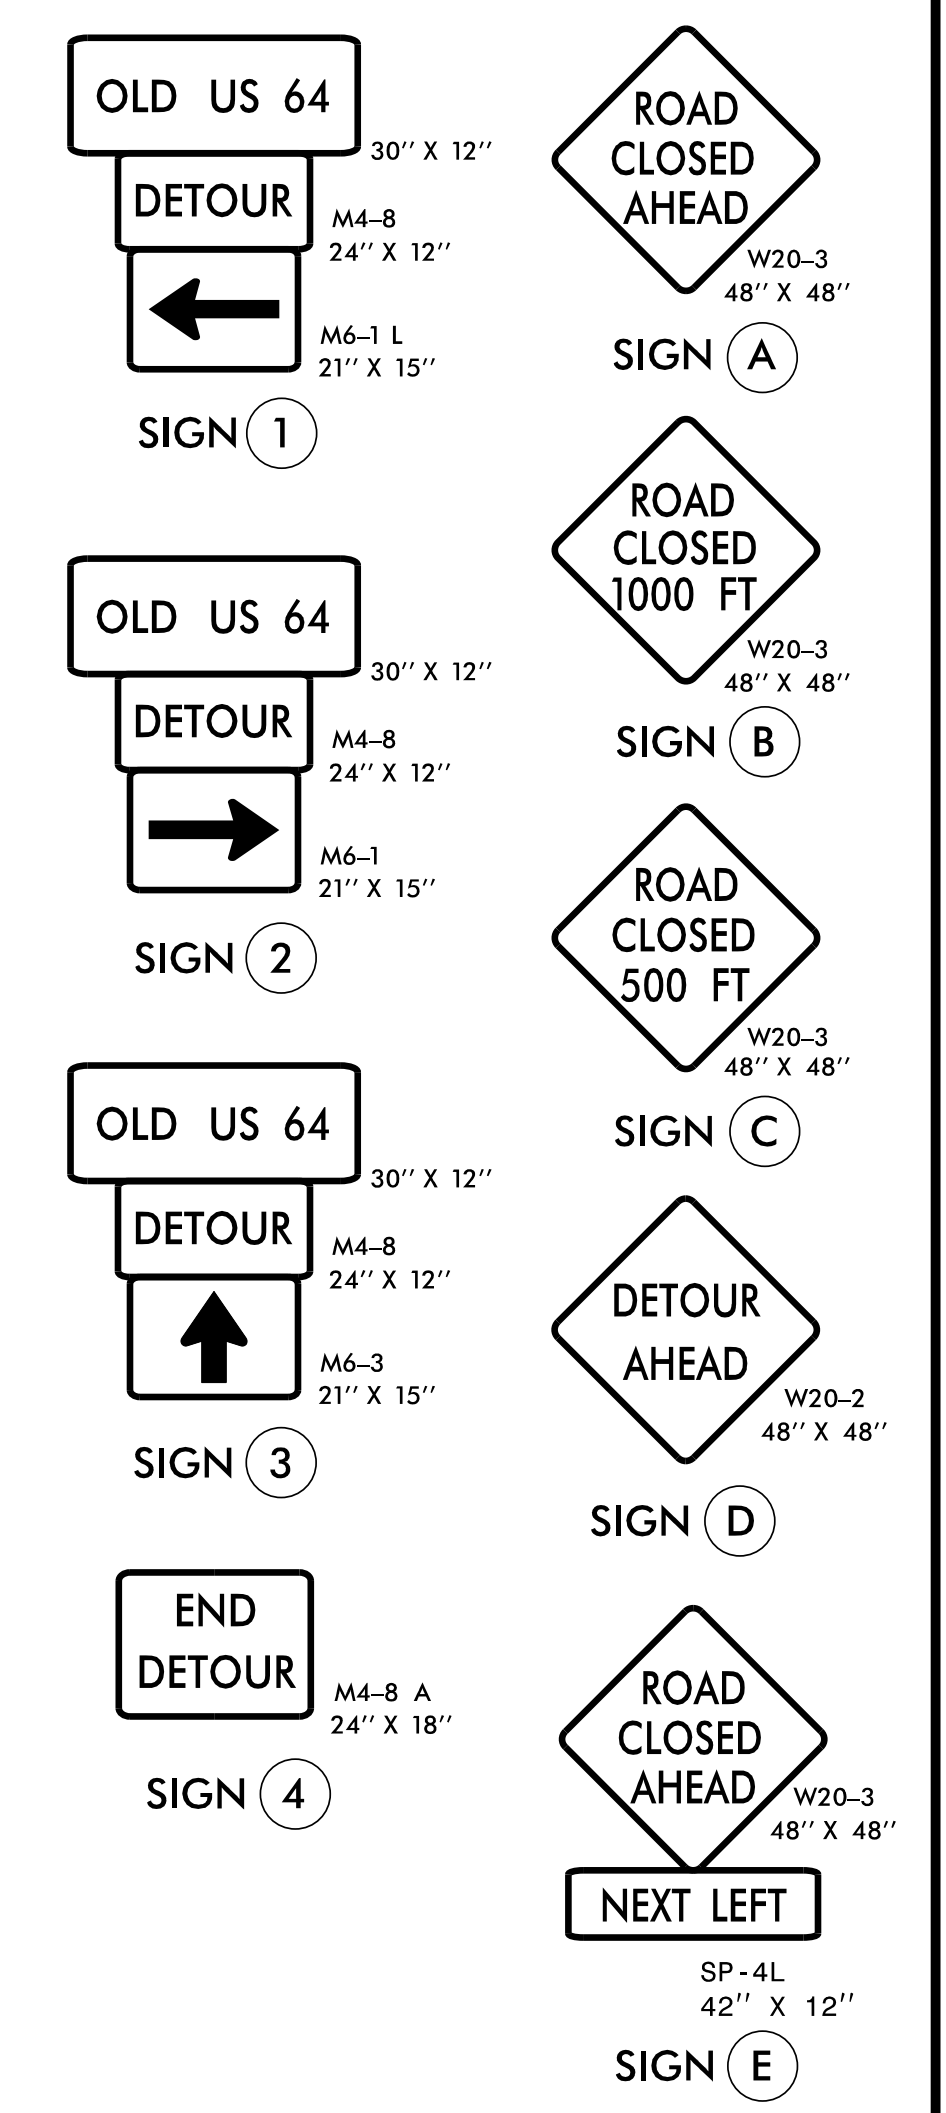 OLD US 64
30'' X 12''
DETOUR
M4–8
24'' X 12''
M6–1 L
21'' X 15''
SIGN 1
OLD US 64
30'' X 12''
DETOUR
M4–8
24'' X 12''
M6–1
21'' X 15''
SIGN 2
OLD US 64
30'' X 12''
DETOUR
M4–8
24'' X 12''
M6–3
21'' X 15''
SIGN 3
END
DETOUR
M4–8 A
24'' X 18''
SIGN 4
ROAD
CLOSED
AHEAD
W20–3
48'' X 48''
SIGN A
ROAD
CLOSED
1000 FT
W20–3
48'' X 48''
SIGN B
ROAD
CLOSED
500 FT
W20–3
48'' X 48''
SIGN C
DETOUR
AHEAD
W20–2
48'' X 48''
SIGN D
ROAD
CLOSED
AHEAD
W20–3
48'' X 48''
NEXT LEFT
SP-4L
42'' X 12''
SIGN E